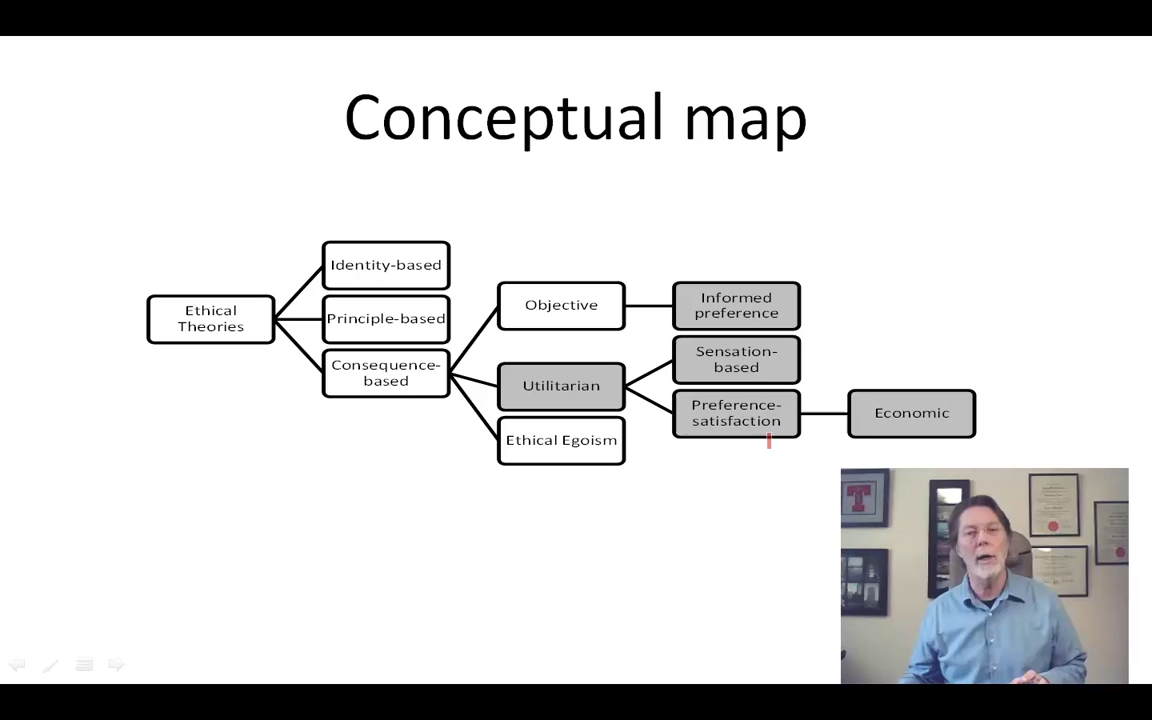 Conceptual map
Ethical
Theories
Identity-based
Principle-based
Consequence-
based
Objective
Utilitarian
Ethical Egoism
Informed
preference
Sensation-
based
Preference-
satisfaction
Economic
T